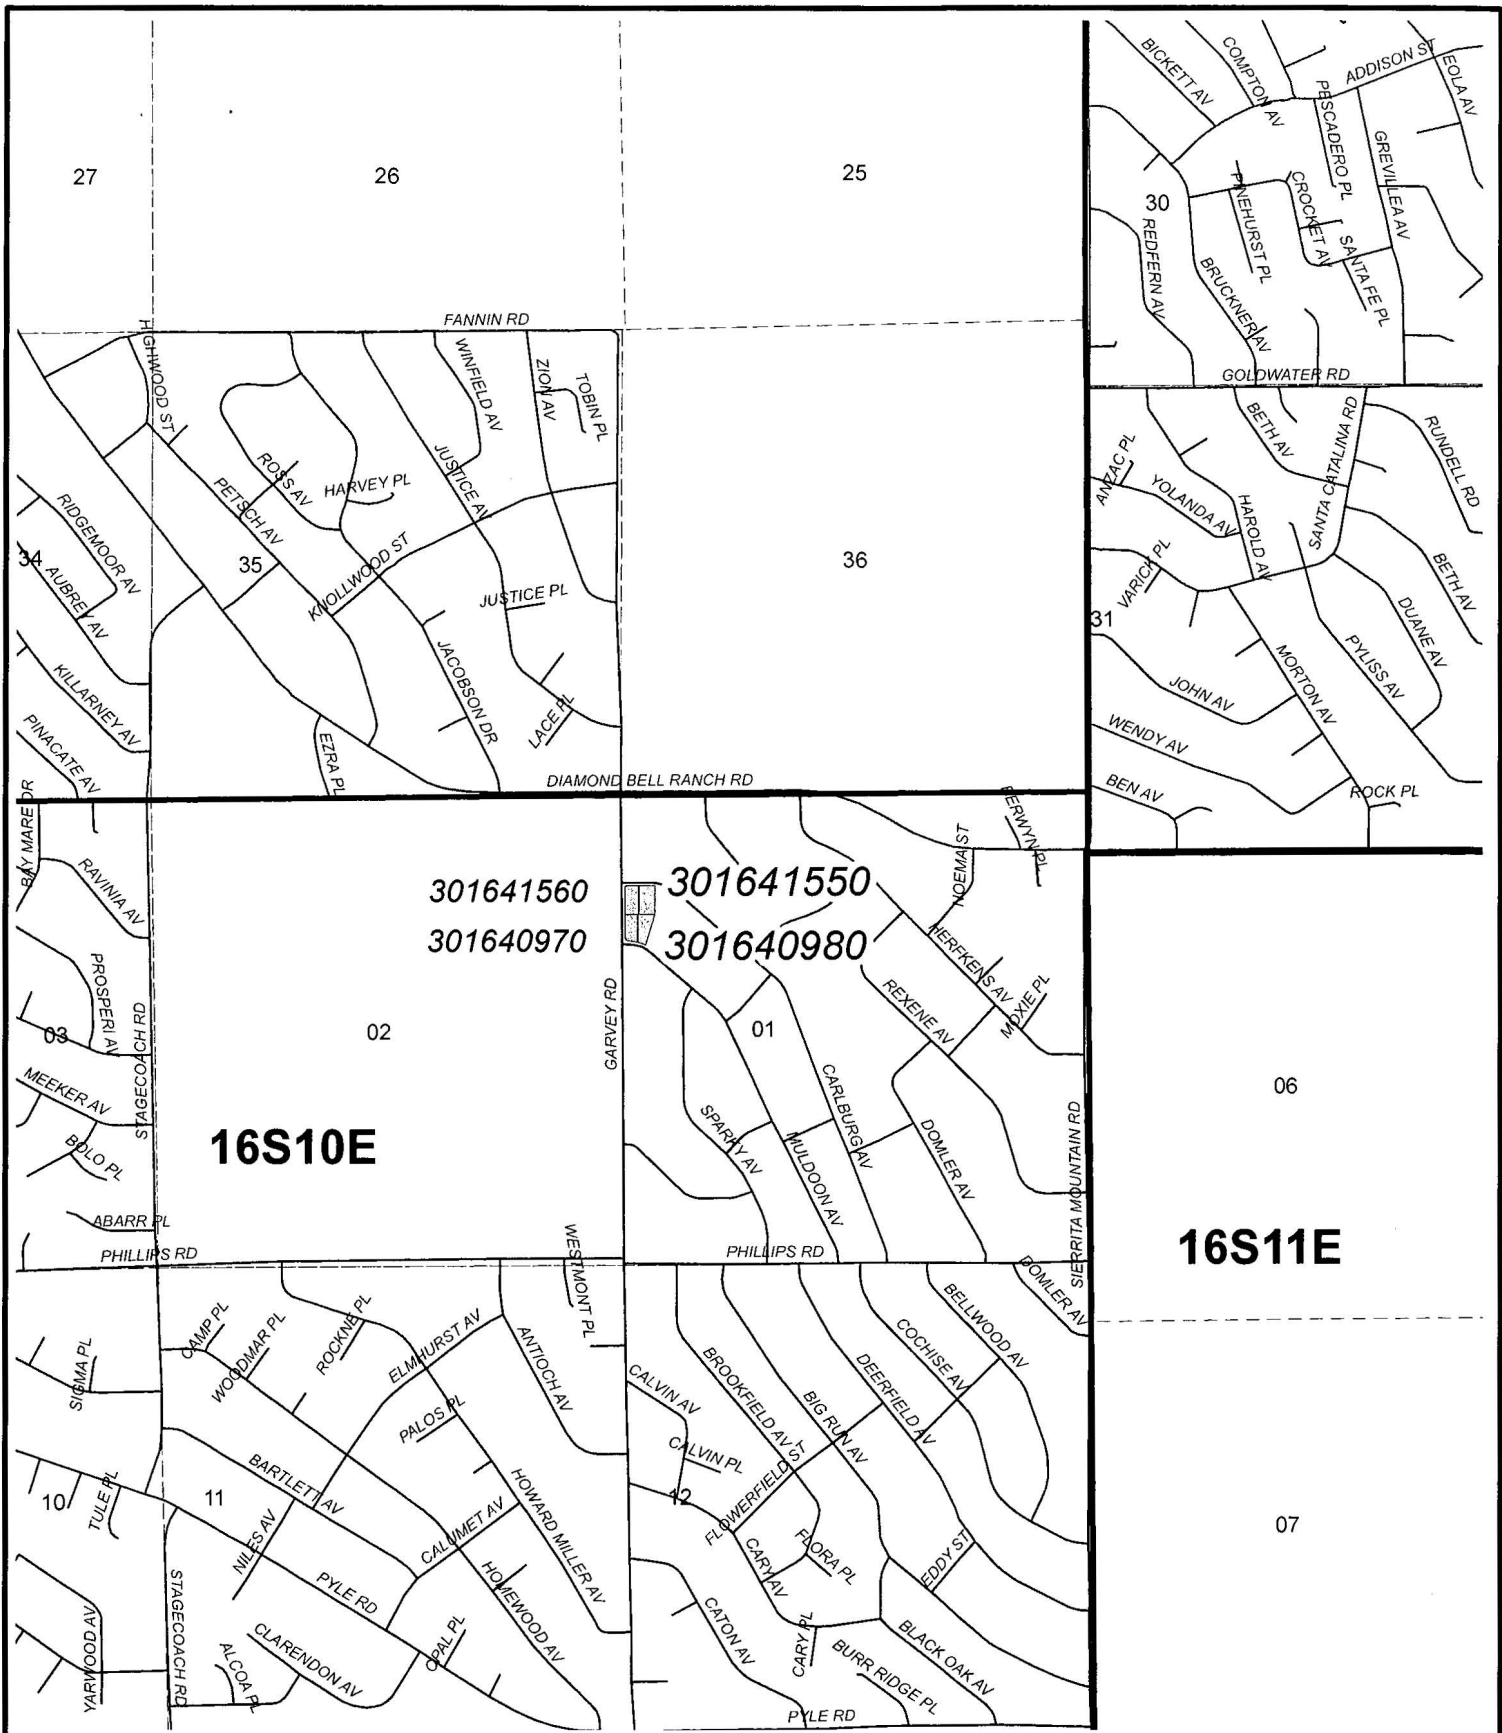 27
26
25
BICKETT AV
COMPTON AV
ADDISON ST
EOLA AV
PESCADERO PL
GREVILLEA AV
30
PINEHURST PL
CROCKET AV
SANTA FE PL
REDFERN AV
BRUCKNER AV
GOLDWATER RD
FANNIN RD
HIGHWOOD ST
WINFIELD AV
ZION AV
TOBIN PL
ROSS AV
HARVEY PL
JUSTICE AV
PETSCH AV
RIDGEMOOR AV
34
35
36
AUBREY AV
KNOLLWOOD ST
JUSTICE PL
KILLARNEY AV
JACOBSON DR
LACE PL
PINACATE AV
EZRA PL
DIAMOND BELL RANCH RD
BETH AV
SANTA CATALINA RD
RUNDELL RD
ANZAC PL
YOLANDA AV
HAROLD AV
VARICK PL
BETH AV
31
DUANE AV
PYLISS AV
MORTON AV
JOHN AV
WENDY AV
BEN AV
ROCK PL
BAY MARE DR
RAVINIA AV
301641560
301641550
301640970
301640980
NOEMA ST
BERWYN PL
HERFKENS AV
PROSPERI AV
REXENE AV
MOXIE PL
03
STAGECOACH RD
02
GARVEY RD
01
MEEKER AV
CARLBURG AV
06
BOLO PL
16S10E
SPARKY AV
MULDOON AV
DOMLER AV
SIERRITA MOUNTAIN RD
ABARR PL
PHILLIPS RD
WESTMONT PL
PHILLIPS RD
16S11E
DOMLER AV
CAMP PL
WOODMAR PL
ROCKNE PL
ELMHURST AV
ANTIOCH AV
BELLWOOD AV
COCHISE AV
SIGMA PL
CALVIN AV
BROOKFIELD AV
DEERFIELD AV
BIG RUN AV
PALOS PL
CALVIN PL
BARTLETT AV
HOWARD MILLER AV
FLOWERFIELD ST
10
TULE PL
11
12
07
NILES AV
CALUMET AV
FLORA PL
EDDY ST
STAGECOACH RD
PYLE RD
HOMEWOOD AV
CARY AV
YARWOOD AV
CLARENDON AV
ALCOA PL
OPAL PL
CATON AV
CARY PL
BLACK OAK AV
BURR RIDGE PL
PYLE RD